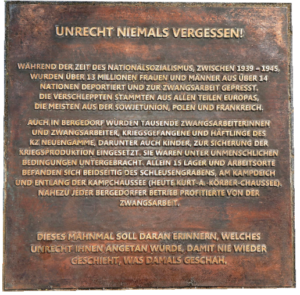 UNRECHT NIEMALS VERGESSEN!
WÄHREND DER ZEIT DES NATIONALSOZIALISMUS, ZWISCHEN 1939 – 1945,
WURDEN ÜBER 13 MILLIONEN FRAUEN UND MÄNNER AUS ÜBER 14
NATIONEN DEPORTIERT UND ZUR ZWANGSARBEIT GEPRESST.
DIE VERSCHLEPPTEN STAMMTEN AUS ALLEN TEILEN EUROPAS,
DIE MEISTEN AUS DER SOWJETUNION, POLEN UND FRANKREICH.
AUCH IN BERGEDORF WURDEN TAUSENDE ZWANGSARBEITERINNEN
UND ZWANGSARBEITER, KRIEGSGEFANGENE UND HÄFTLINGE DES
KZ NEUENGAMME, DARUNTER AUCH KINDER, ZUR SICHERUNG DER
KRIEGSPRODUKTION EINGESETZT. SIE WAREN UNTER UNMENSCHLICHEN
BEDINGUNGEN UNTERGEBRACHT. ALLEIN 15 LAGER UND ARBEITSORTE
BEFANDEN SICH BEIDSEITIG DES SCHLEUSENGRABENS, AM KAMPDEICH
UND ENTLANG DER KAMPCHAUSSEE (HEUTE KURT-A.-KÖRBER-CHAUSSEE).
NAHEZU JEDER BERGEDORFER BETRIEB PROFITIERTE VON DER
ZWANGSARBEIT.
DIESES MAHNMAL SOLL DARAN ERINNERN, WELCHES
UNRECHT IHNEN ANGETAN WURDE, DAMIT NIE WIEDER
GESCHIEHT, WAS DAMALS GESCHAH.